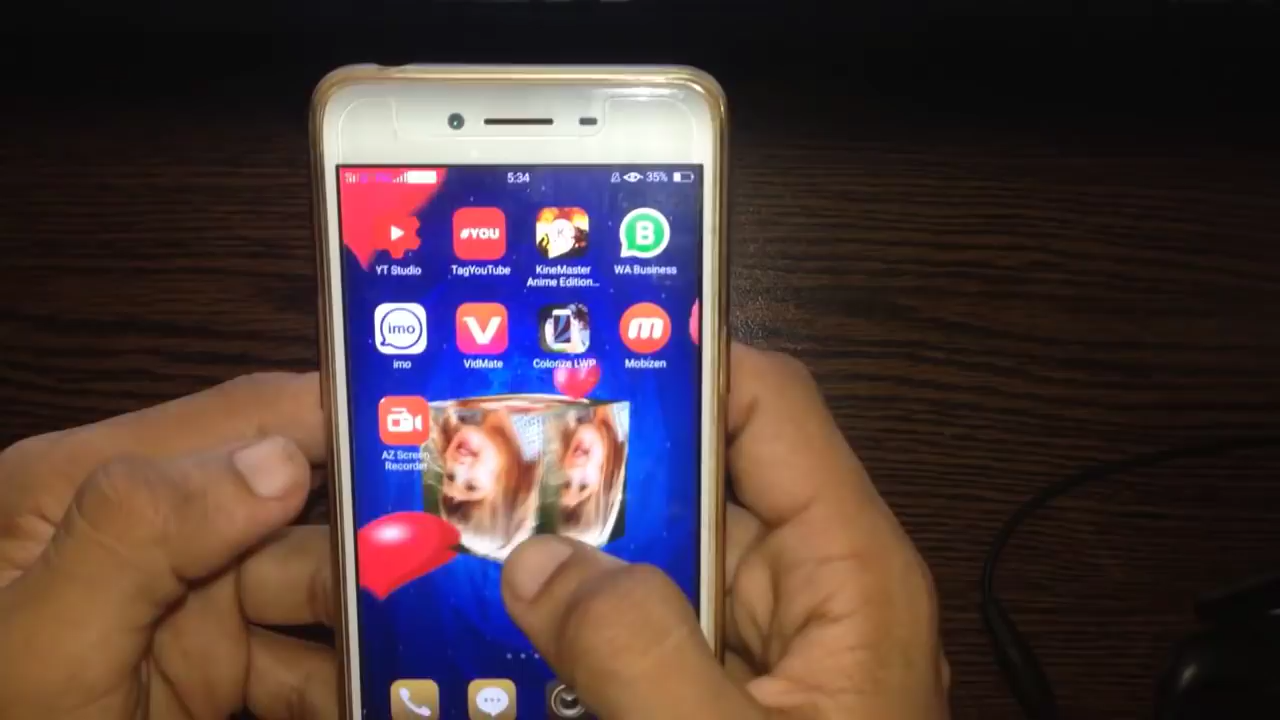 5:34
35%
#YOU
K
B
YT Studio
TagYouTube
KineMaster
Anime Edition...
WA Business
imo
V
m
imo
VidMate
Colorize LWP
Mobizen
AZ Screen
Recorder